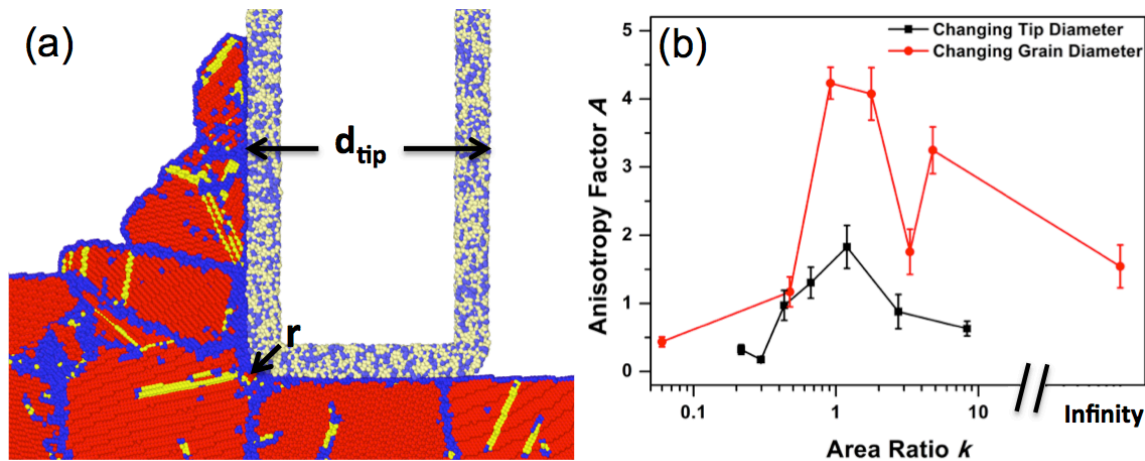 (a)
d_tip
r
(b)
Changing Tip Diameter
Changing Grain Diameter
Anisotropy Factor A
5
4
3
2
1
0
0.1
1
10
//
Infinity
Area Ratio k